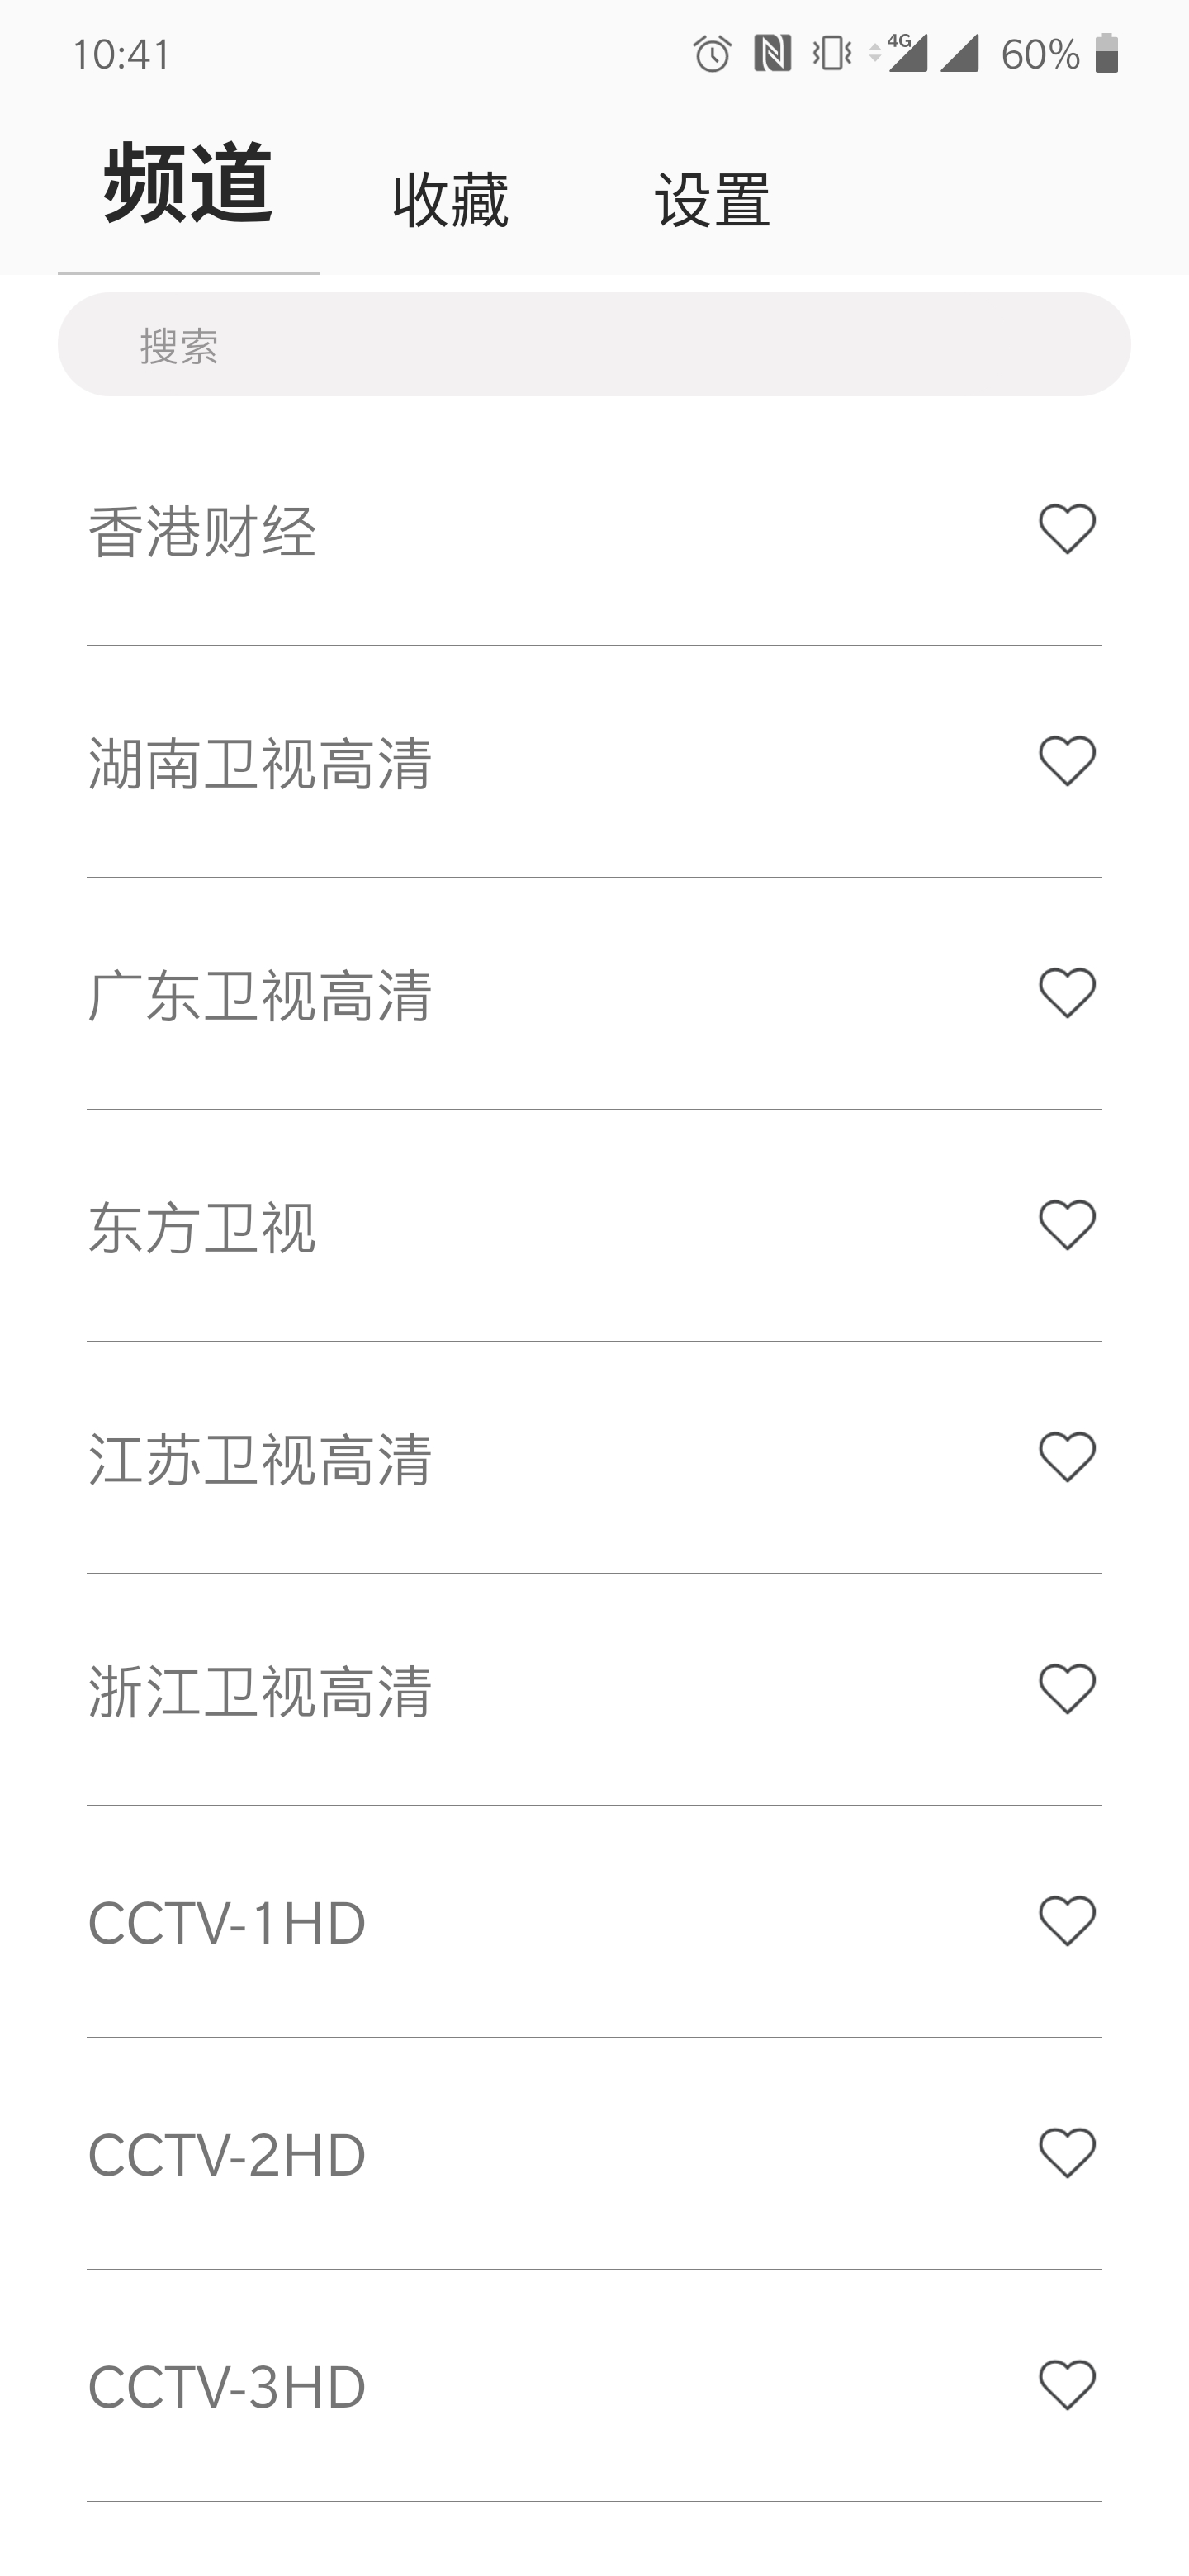 10:41 4G 60%
频道 收藏 设置
搜索
香港财经
湖南卫视高清
广东卫视高清
东方卫视
江苏卫视高清
浙江卫视高清
CCTV-1HD
CCTV-2HD
CCTV-3HD